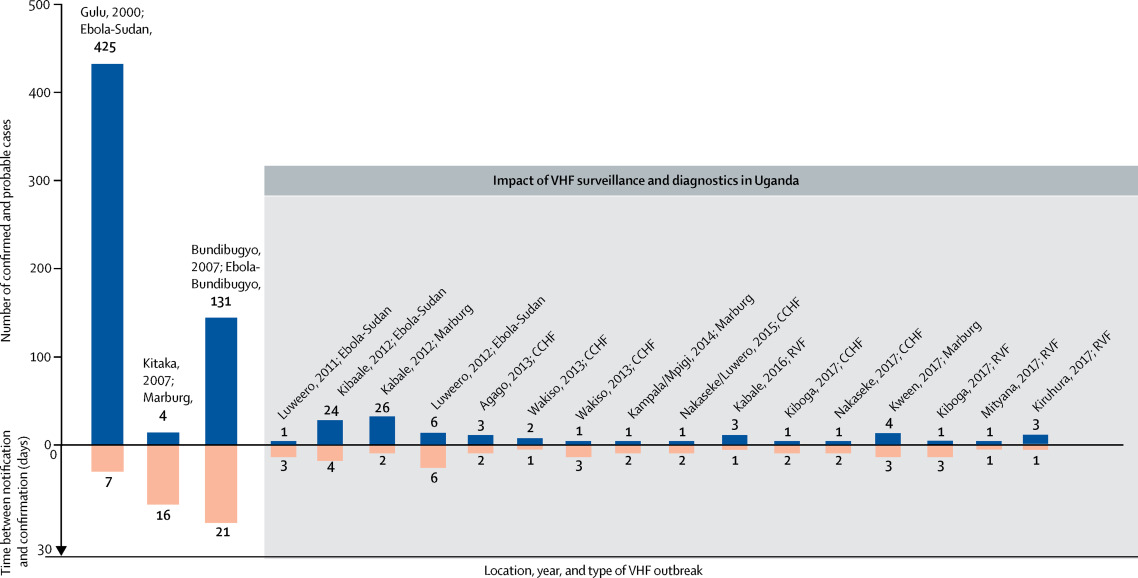 500
400
300
200
100
0
0
30
Number of confirmed and probable cases
Time between notification
and confirmation (days)
Gulu, 2000;
Ebola-Sudan,
425
7
Kitaka,
2007;
Marburg,
4
16
Bundibugyo,
2007; Ebola-
Bundibugyo,
131
21
Impact of VHF surveillance and diagnostics in Uganda
Luweero, 2011; Ebola-Sudan
1
3
Kibaale, 2012; Ebola-Sudan
24
4
Kabale, 2012; Marburg
26
2
Luweero, 2012; Ebola-Sudan
6
6
Agago, 2013; CCHF
3
2
Wakiso, 2013; CCHF
2
1
Wakiso, 2013; CCHF
1
3
Kampala/Mpigi, 2014; Marburg
1
2
Nakaseke/Luwero, 2015; CCHF
1
2
Kabale, 2016; RVF
3
1
Kiboga, 2017; CCHF
1
2
Nakaseke, 2017; CCHF
1
2
Kween, 2017; Marburg
4
3
Kiboga, 2017; RVF
1
3
Mityana, 2017; RVF
1
1
Kiruhura, 2017; RVF
3
1
Location, year, and type of VHF outbreak